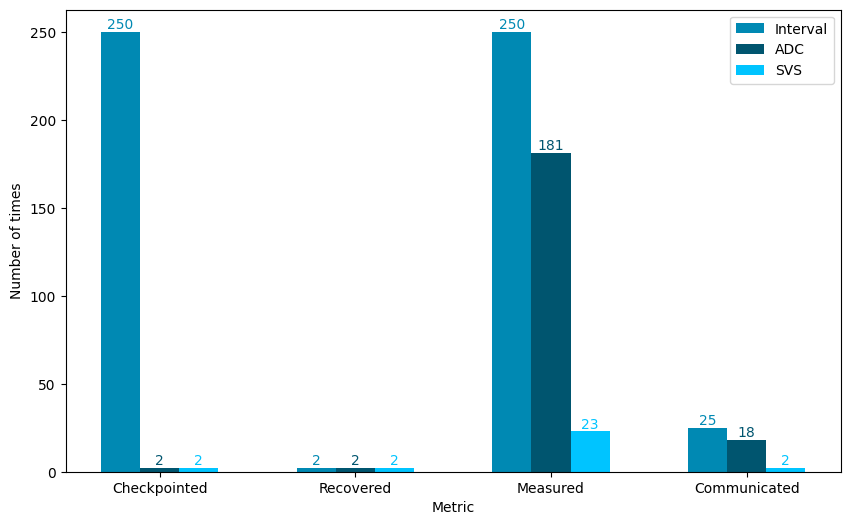 250
250
Interval
ADC
SVS
250
200
181
150
100
50
25
23
18
2
2
2
2
2
2
0
Checkpointed
Recovered
Measured
Communicated
Number of times
Metric